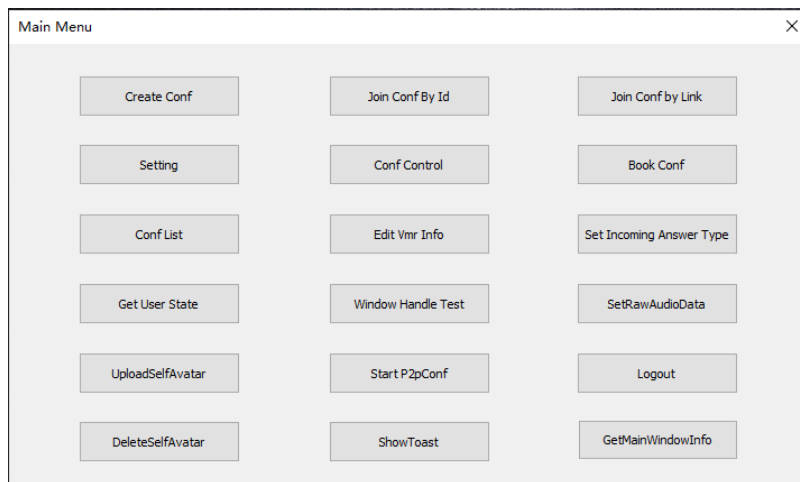 Main Menu
Create Conf
Join Conf By Id
Join Conf by Link
Setting
Conf Control
Book Conf
Conf List
Edit Vmr Info
Set Incoming Answer Type
Get User State
Window Handle Test
SetRawAudioData
UploadSelfAvatar
Start P2pConf
Logout
DeleteSelfAvatar
ShowToast
GetMainWindowInfo